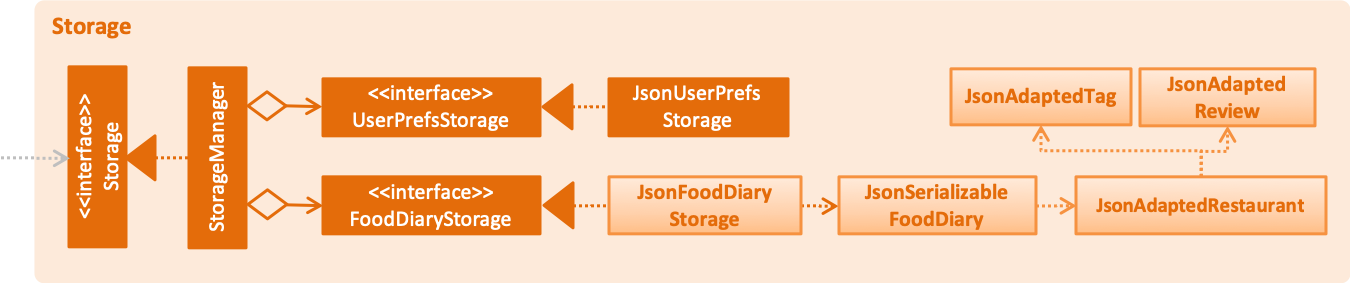 Storage
<<interface>>
Storage
StorageManager
<<interface>>
UserPrefsStorage
JsonUserPrefs
Storage
<<interface>>
FoodDiaryStorage
JsonFoodDiary
Storage
JsonSerializable
FoodDiary
JsonAdaptedTag
JsonAdapted
Review
JsonAdaptedRestaurant